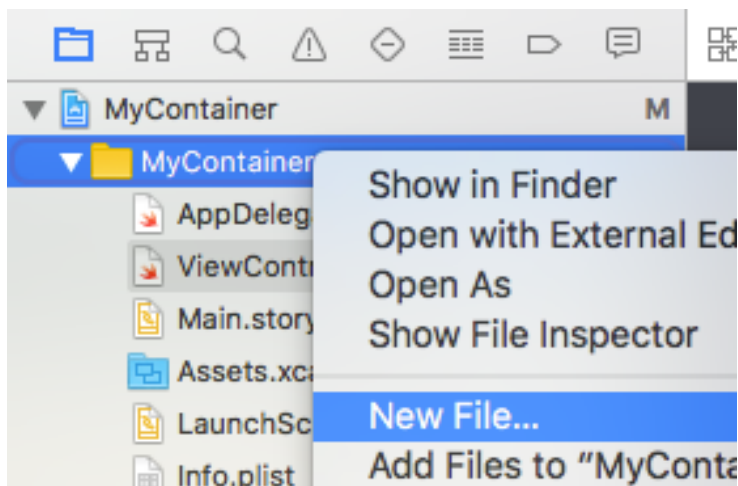 MyContainer M
MyContainer
AppDeleg
ViewContr
Main.story
Assets.xca
LaunchSc
Info.plist
Show in Finder
Open with External Ed
Open As
Show File Inspector
New File...
Add Files to “MyConta